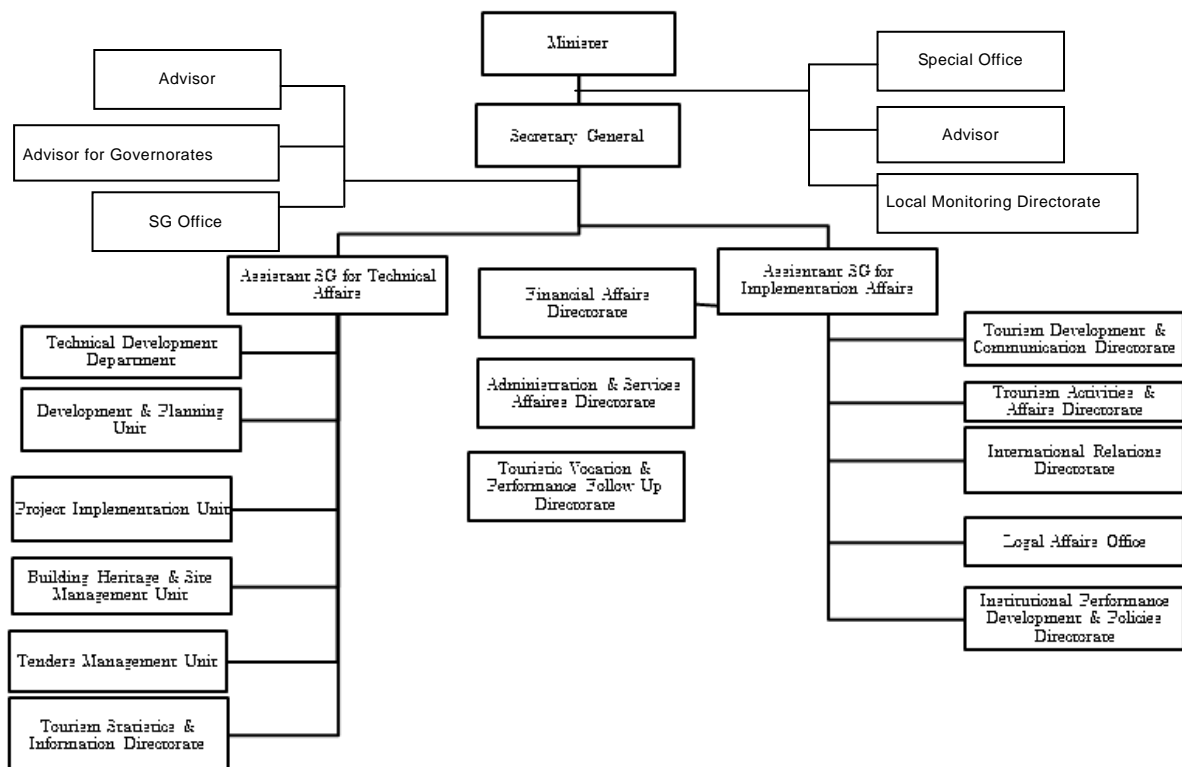 Minister
Special Office
Advisor
Secretary General
Advisor
Advisor for Governorates
Local Monitoring Directorate
SG Office
Assistant SG for Technical
Affairs
Financial Affairs
Directorate
Assistant SG for
Implementation Affairs
Technical Development
Department
Tourism Development &
Communication Directorate
Development & Planning
Unit
Administration & Services
Affaires Directorate
Trourism Activities &
Affairs Directorate
International Relations
Directorate
Touristic Vocation &
Performance Follow Up
Directorate
Project Implementation Unit
Legal Affairs Office
Building Heritage & Site
Management Unit
Institutional Performance
Development & Policies
Directorate
Tenders Management Unit
Tourism Statistics &
Information Directorate